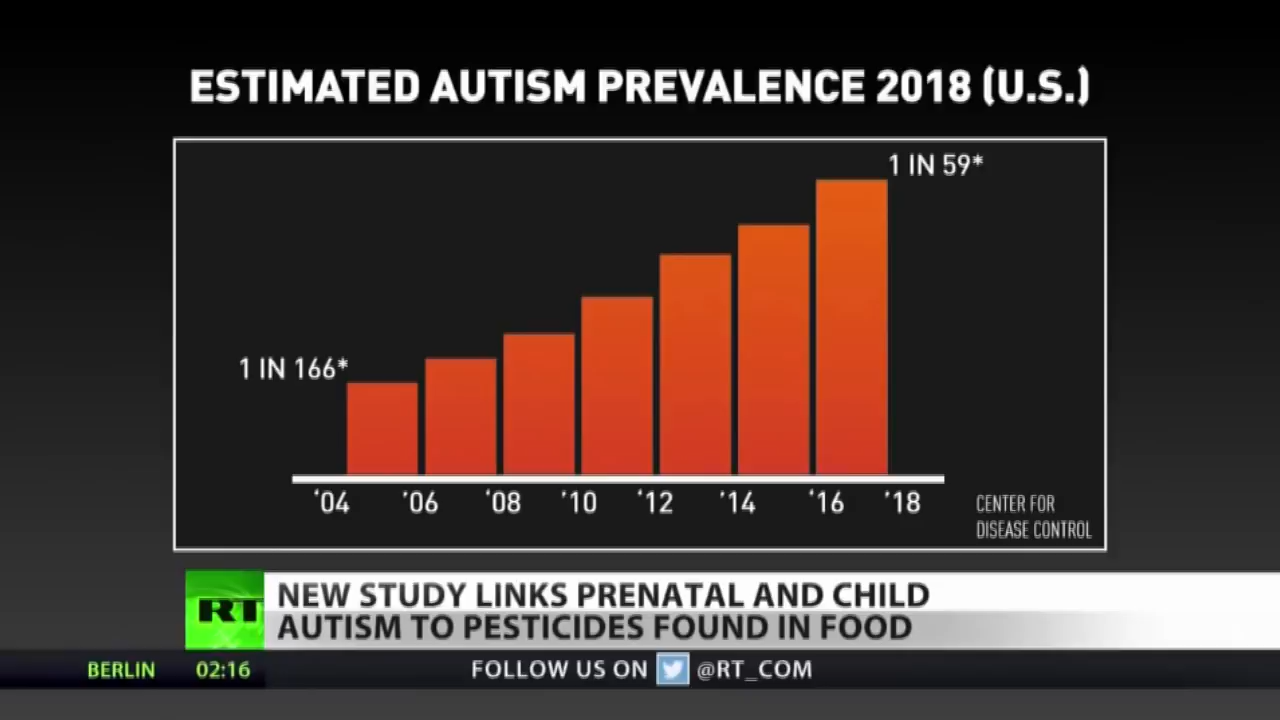 ESTIMATED AUTISM PREVALENCE 2018 (U.S.)
1 IN 59*
1 IN 166*
‘04 ‘06 ‘08 ‘10 ‘12 ‘14 ‘16 ‘18
CENTER FOR
DISEASE CONTROL
RT
NEW STUDY LINKS PRENATAL AND CHILD
AUTISM TO PESTICIDES FOUND IN FOOD
BERLIN 02:16 FOLLOW US ON @RT_COM